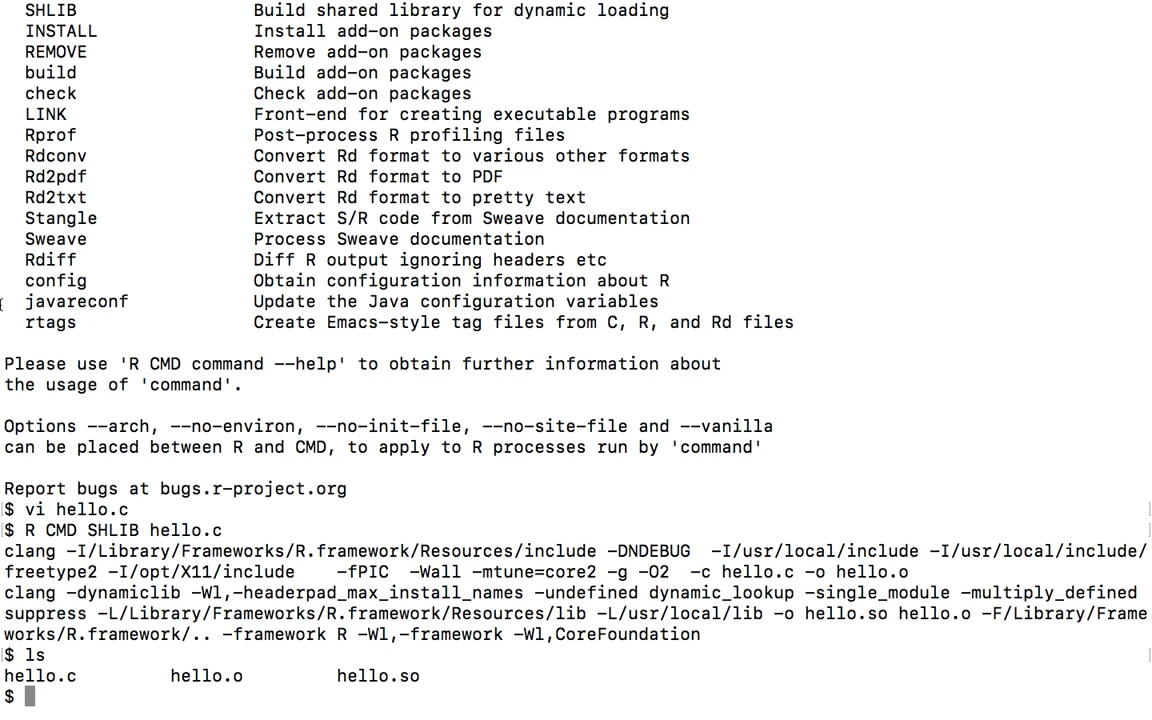 SHLIB Build shared library for dynamic loading
INSTALL Install add-on packages
REMOVE Remove add-on packages
build Build add-on packages
check Check add-on packages
LINK Front-end for creating executable programs
Rprof Post-process R profiling files
Rdconv Convert Rd format to various other formats
Rd2pdf Convert Rd format to PDF
Rd2txt Convert Rd format to pretty text
Stangle Extract S/R code from Sweave documentation
Sweave Process Sweave documentation
Rdiff Diff R output ignoring headers etc
config Obtain configuration information about R
javareconf Update the Java configuration variables
rtags Create Emacs-style tag files from C, R, and Rd files
Please use 'R CMD command --help' to obtain further information about
the usage of 'command'.
Options --arch, --no-environ, --no-init-file, --no-site-file and --vanilla
can be placed between R and CMD, to apply to R processes run by 'command'
Report bugs at bugs.r-project.org
[$ vi hello.c ]
[$ R CMD SHLIB hello.c ]
clang -I/Library/Frameworks/R.framework/Resources/include -DNDEBUG -I/usr/local/include -I/usr/local/include/
freetype2 -I/opt/X11/include -fPIC -Wall -mtune=core2 -g -O2 -c hello.c -o hello.o
clang -dynamiclib -Wl,-headerpad_max_install_names -undefined dynamic_lookup -single_module -multiply_defined
suppress -L/Library/Frameworks/R.framework/Resources/lib -L/usr/local/lib -o hello.so hello.o -F/Library/Frame
works/R.framework/.. -framework R -Wl,-framework -Wl,CoreFoundation
[$ ls ]
hello.c hello.o hello.so
$